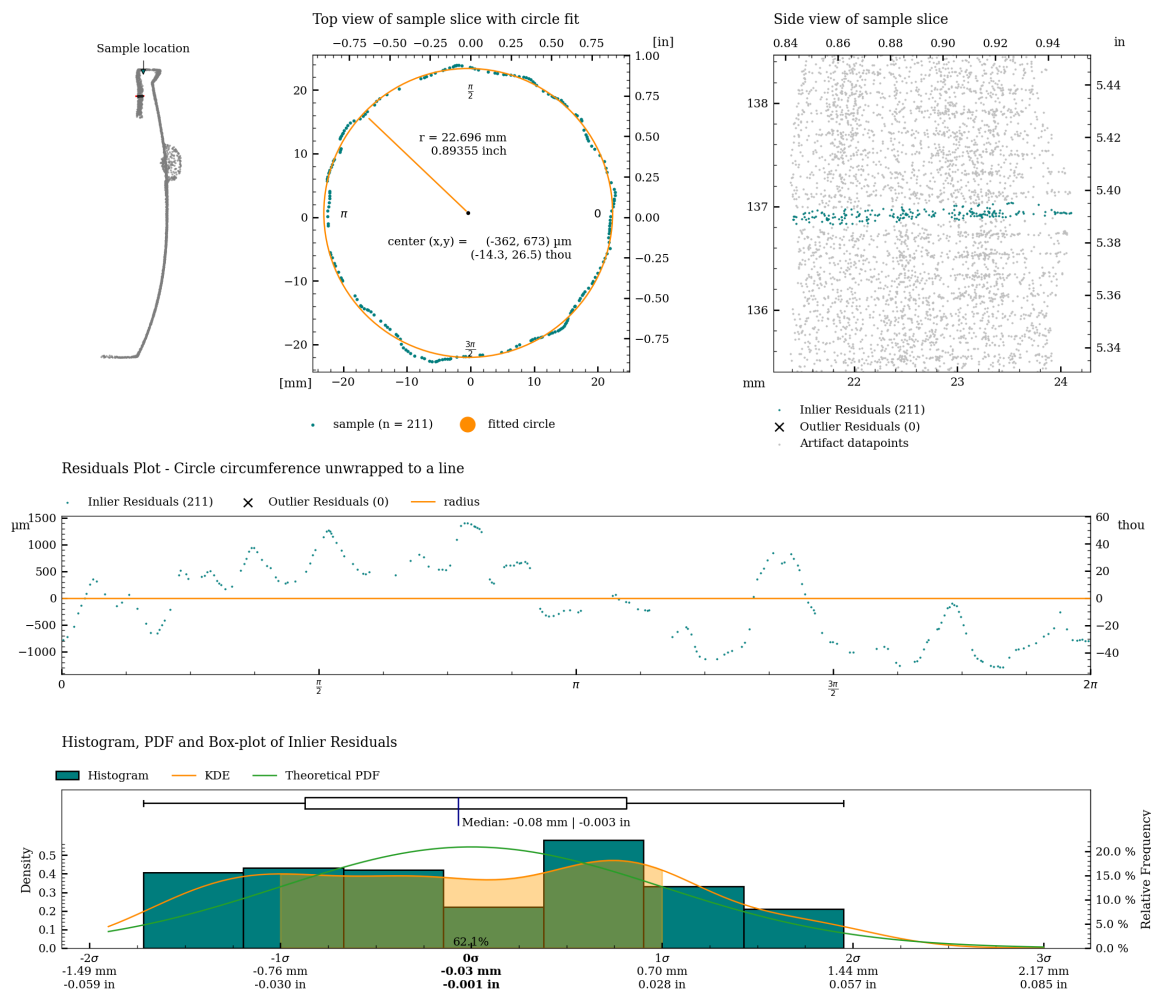 Top view of sample slice with circle fit
Side view of sample slice
Sample location
−0.75 −0.50 −0.25 0.00 0.25 0.50 0.75 [in]
0.84 0.86 0.88 0.90 0.92 0.94 in
1.00
0.75
0.50
0.25
0.00
−0.25
−0.50
−0.75
20
10
0
−10
−20
π/2
r = 22.696 mm
0.89355 inch
π
0
center (x,y) = (-362, 673) µm
(-14.3, 26.5) thou
3π/2
[mm] −20 −10 0 10 20
138
137
136
5.44
5.42
5.40
5.38
5.36
5.34
mm 22 23 24
sample (n = 211) fitted circle
Inlier Residuals (211)
Outlier Residuals (0)
Artifact datapoints
Residuals Plot - Circle circumference unwrapped to a line
Inlier Residuals (211) Outlier Residuals (0) radius
µm
1500
1000
500
0
−500
−1000
thou
60
40
20
0
−20
−40
0 π/2 π 3π/2 2π
Histogram, PDF and Box-plot of Inlier Residuals
Histogram KDE Theoretical PDF
Median: -0.08 mm | -0.003 in
Density
0.5
0.4
0.3
0.2
0.1
0.0
Relative Frequency
20.0 %
15.0 %
10.0 %
5.0 %
0.0 %
62.1%
-2σ -1σ 0σ 1σ 2σ 3σ
-1.49 mm -0.76 mm -0.03 mm 0.70 mm 1.44 mm 2.17 mm
-0.059 in -0.030 in -0.001 in 0.028 in 0.057 in 0.085 in